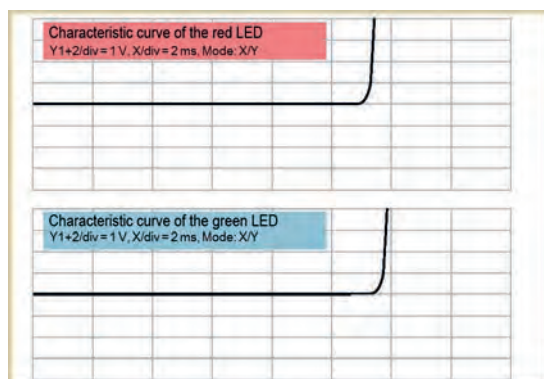 Characteristic curve of the red LED
Y1+2/div = 1 V, X/div = 2 ms, Mode: X/Y
Characteristic curve of the green LED
Y1+2/div = 1 V, X/div = 2 ms, Mode: X/Y